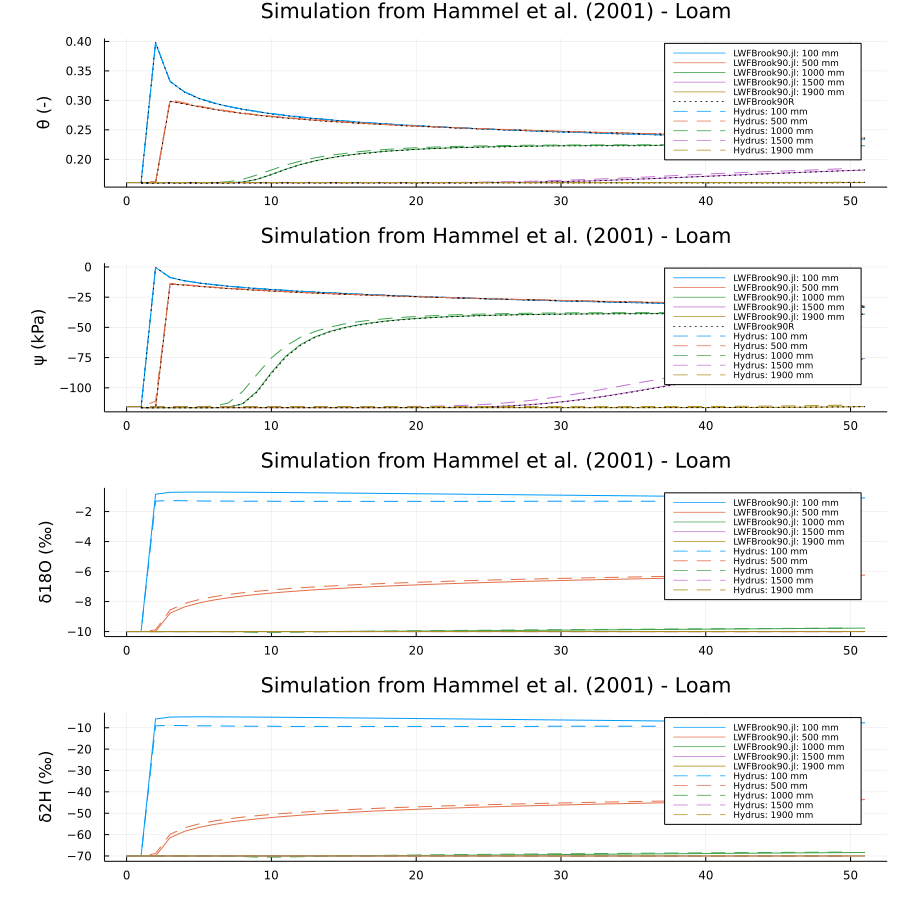 Simulation from Hammel et al. (2001) - Loam
θ (-)
0.40
0.35
0.30
0.25
0.20
LWFBrook90.jl: 100 mm
LWFBrook90.jl: 500 mm
LWFBrook90.jl: 1000 mm
LWFBrook90.jl: 1500 mm
LWFBrook90.jl: 1900 mm
LWFBrook90R
Hydrus: 100 mm
Hydrus: 500 mm
Hydrus: 1000 mm
Hydrus: 1500 mm
Hydrus: 1900 mm
0 10 20 30 40 50
Simulation from Hammel et al. (2001) - Loam
ψ (kPa)
0
−25
−50
−75
−100
LWFBrook90.jl: 100 mm
LWFBrook90.jl: 500 mm
LWFBrook90.jl: 1000 mm
LWFBrook90.jl: 1500 mm
LWFBrook90.jl: 1900 mm
LWFBrook90R
Hydrus: 100 mm
Hydrus: 500 mm
Hydrus: 1000 mm
Hydrus: 1500 mm
Hydrus: 1900 mm
0 10 20 30 40 50
Simulation from Hammel et al. (2001) - Loam
δ18O (‰)
−2
−4
−6
−8
−10
LWFBrook90.jl: 100 mm
LWFBrook90.jl: 500 mm
LWFBrook90.jl: 1000 mm
LWFBrook90.jl: 1500 mm
LWFBrook90.jl: 1900 mm
Hydrus: 100 mm
Hydrus: 500 mm
Hydrus: 1000 mm
Hydrus: 1500 mm
Hydrus: 1900 mm
0 10 20 30 40 50
Simulation from Hammel et al. (2001) - Loam
δ2H (‰)
−10
−20
−30
−40
−50
−60
−70
LWFBrook90.jl: 100 mm
LWFBrook90.jl: 500 mm
LWFBrook90.jl: 1000 mm
LWFBrook90.jl: 1500 mm
LWFBrook90.jl: 1900 mm
Hydrus: 100 mm
Hydrus: 500 mm
Hydrus: 1000 mm
Hydrus: 1500 mm
Hydrus: 1900 mm
0 10 20 30 40 50